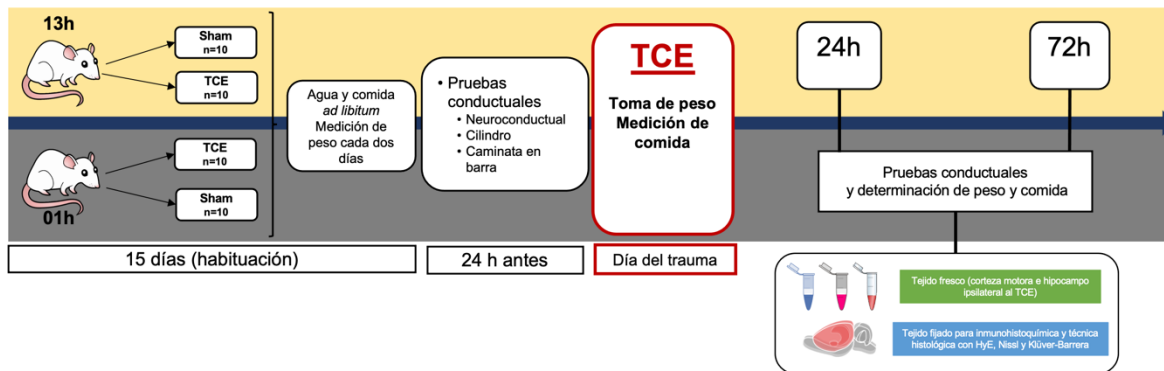 13h
Sham
n=10
TCE
n=10
01h
TCE
n=10
Sham
n=10
Agua y comida
ad libitum
Medición de
peso cada dos
días
• Pruebas
conductuales
• Neuroconductual
• Cilindro
• Caminata en
barra
TCE
Toma de peso
Medición de
comida
24h
72h
Pruebas conductuales
y determinación de peso y comida
15 días (habituación)
24 h antes
Día del trauma
Tejido fresco (corteza motora e hipocampo
ipsilateral al TCE)
Tejido fijado para inmunohistoquímica y técnica
histológica con HyE, Nissl y Klüver-Barrera